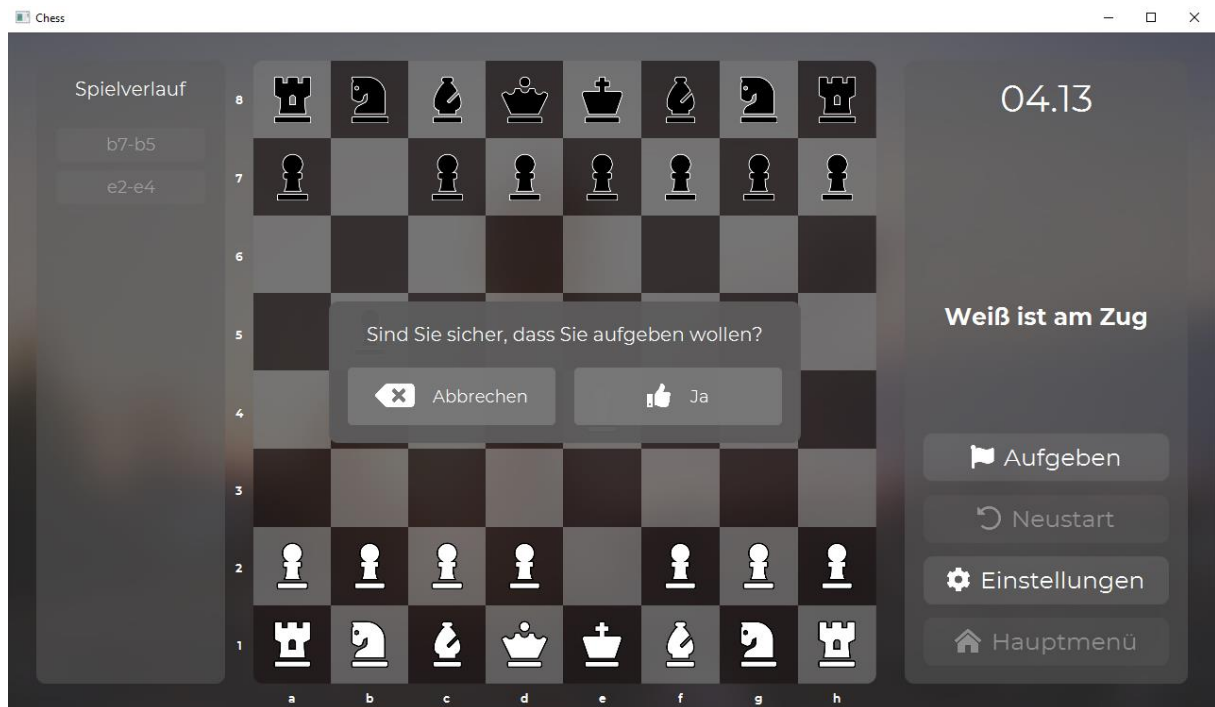 Chess
Spielverlauf
b7-b5
e2-e4
8
7
6
5
4
3
2
1
a b c d e f g h
Sind Sie sicher, dass Sie aufgeben wollen?
Abbrechen
Ja
04.13
Weiß ist am Zug
Aufgeben
Neustart
Einstellungen
Hauptmenü